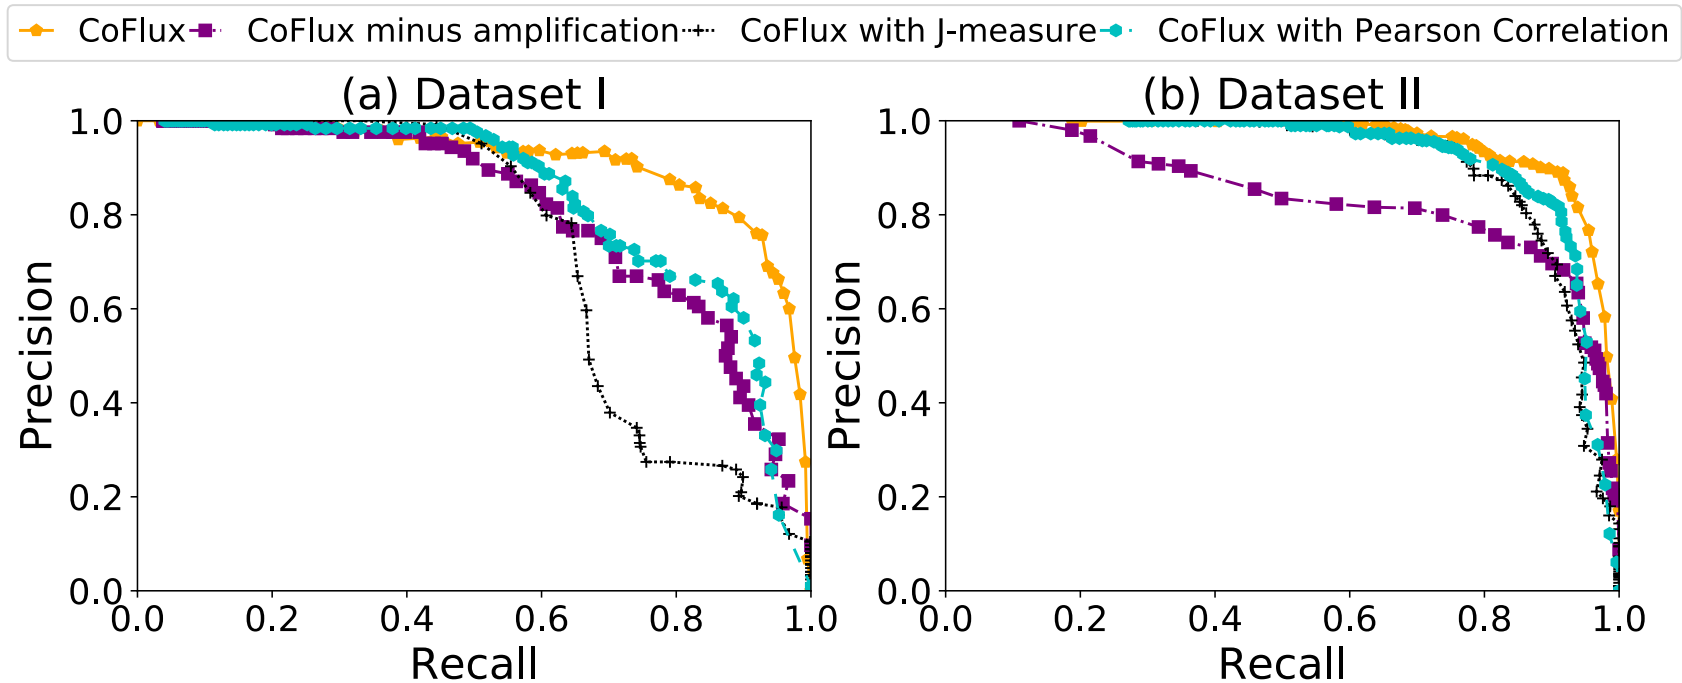 CoFlux CoFlux minus amplification CoFlux with J-measure CoFlux with Pearson Correlation
(a) Dataset I
1.0
0.8
0.6
0.4
0.2
0.0
Precision
0.0 0.2 0.4 0.6 0.8 1.0
Recall
(b) Dataset II
1.0
0.8
0.6
0.4
0.2
0.0
Precision
0.0 0.2 0.4 0.6 0.8 1.0
Recall